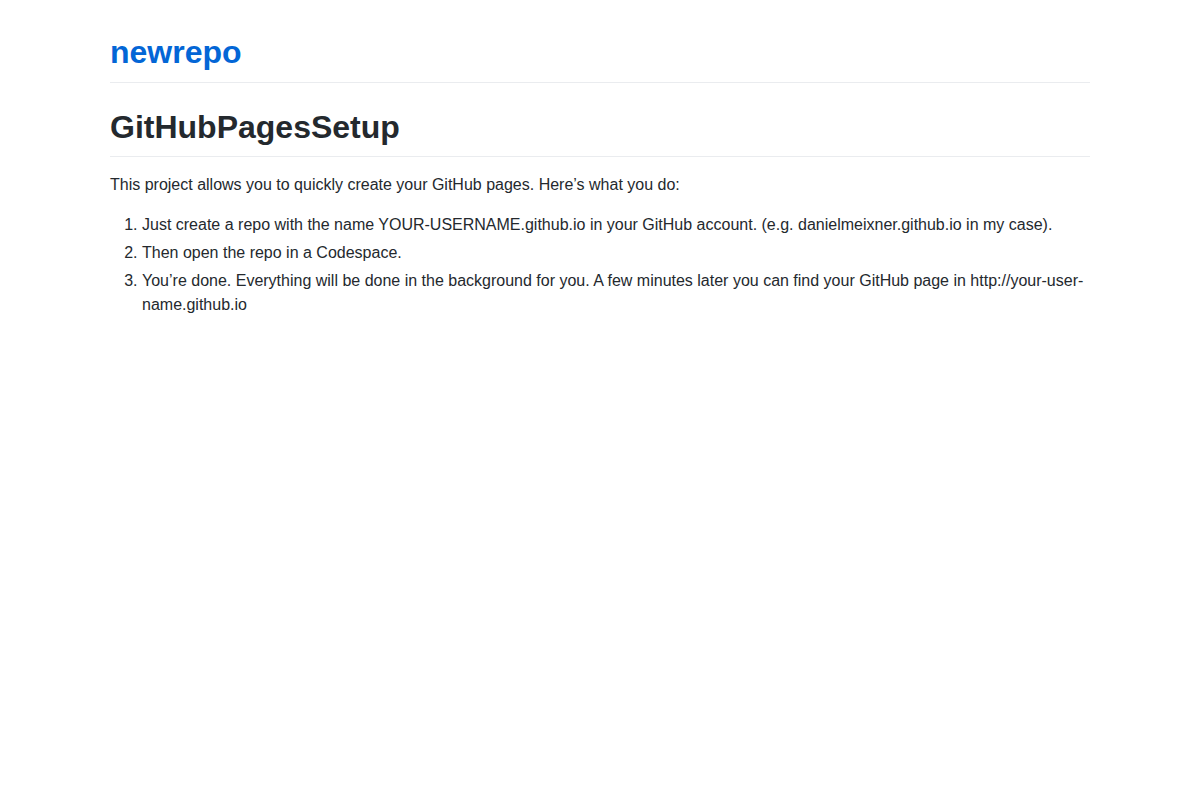 newrepo
GitHubPagesSetup
This project allows you to quickly create your GitHub pages. Here’s what you do:
1. Just create a repo with the name YOUR-USERNAME.github.io in your GitHub account. (e.g. danielmeixner.github.io in my case).
2. Then open the repo in a Codespace.
3. You’re done. Everything will be done in the background for you. A few minutes later you can find your GitHub page in http://your-user-
name.github.io